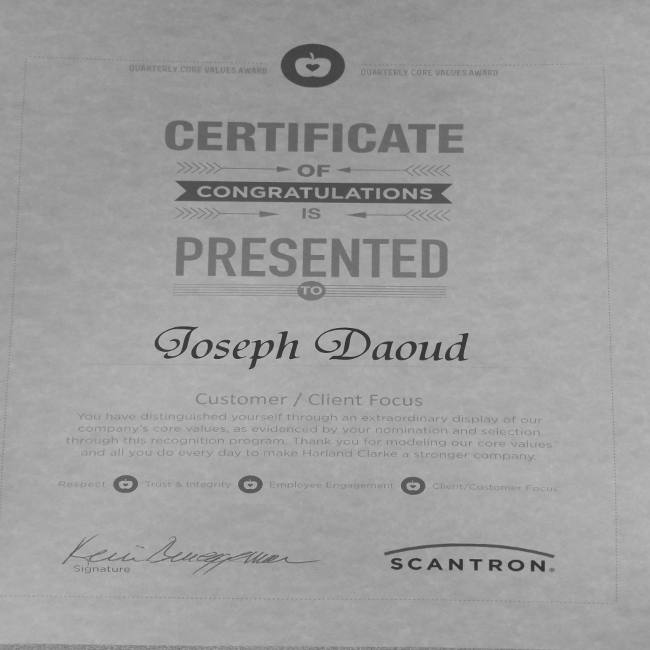 QUARTERLY CORE VALUES AWARD QUARTERLY CORE VALUES AWARD
CERTIFICATE
OF
CONGRATULATIONS
IS
PRESENTED
TO
Joseph Daoud
Customer / Client Focus
You have distinguished yourself through an extraordinary display of our
company's core values, as evidenced by your nomination and selection
through this recognition program. Thank you for modeling our core values
and all you do every day to make Harland Clarke a stronger company.
Respect Trust & Integrity Employee Engagement Client/Customer Focus
Signature
SCANTRON®